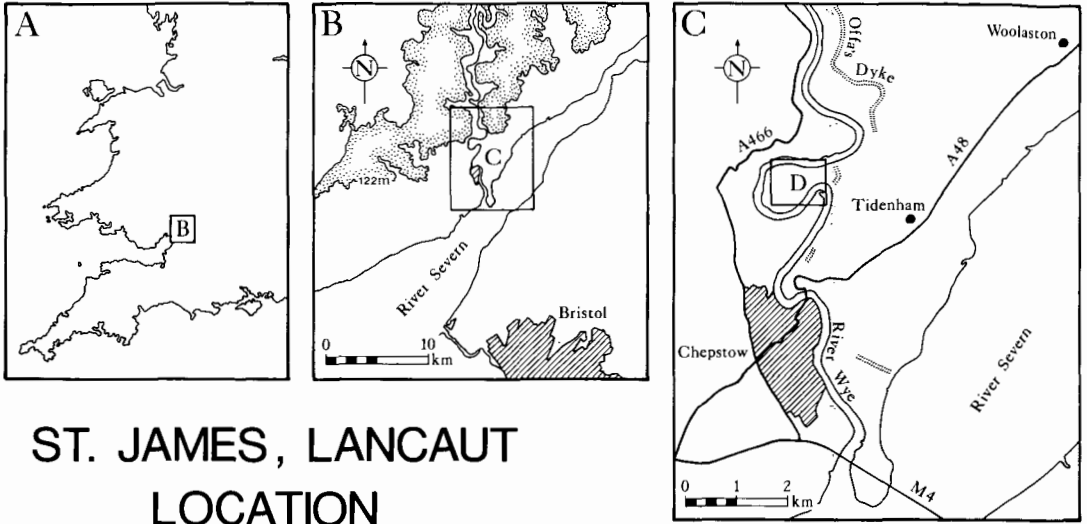 A
B
B
N
C
122m
River Severn
Bristol
0 10
km
C
N
Offa's
Dyke
Woolaston
A466
A48
D
Tidenham
Chepstow
River
Wye
River Severn
M4
0 1 2
km
ST. JAMES, LANCAUT
LOCATION